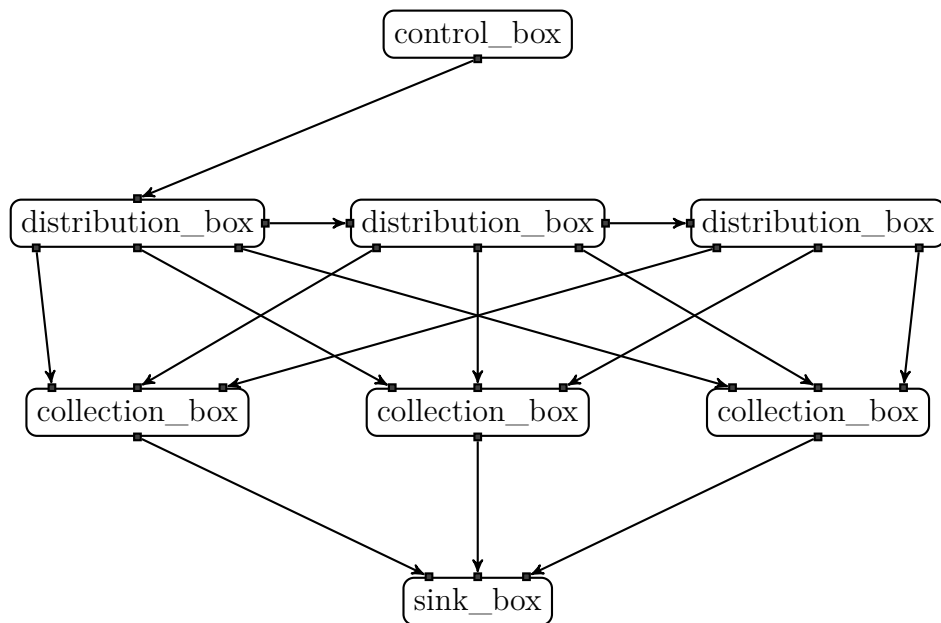 control_box
distribution_box
distribution_box
distribution_box
collection_box
collection_box
collection_box
sink_box